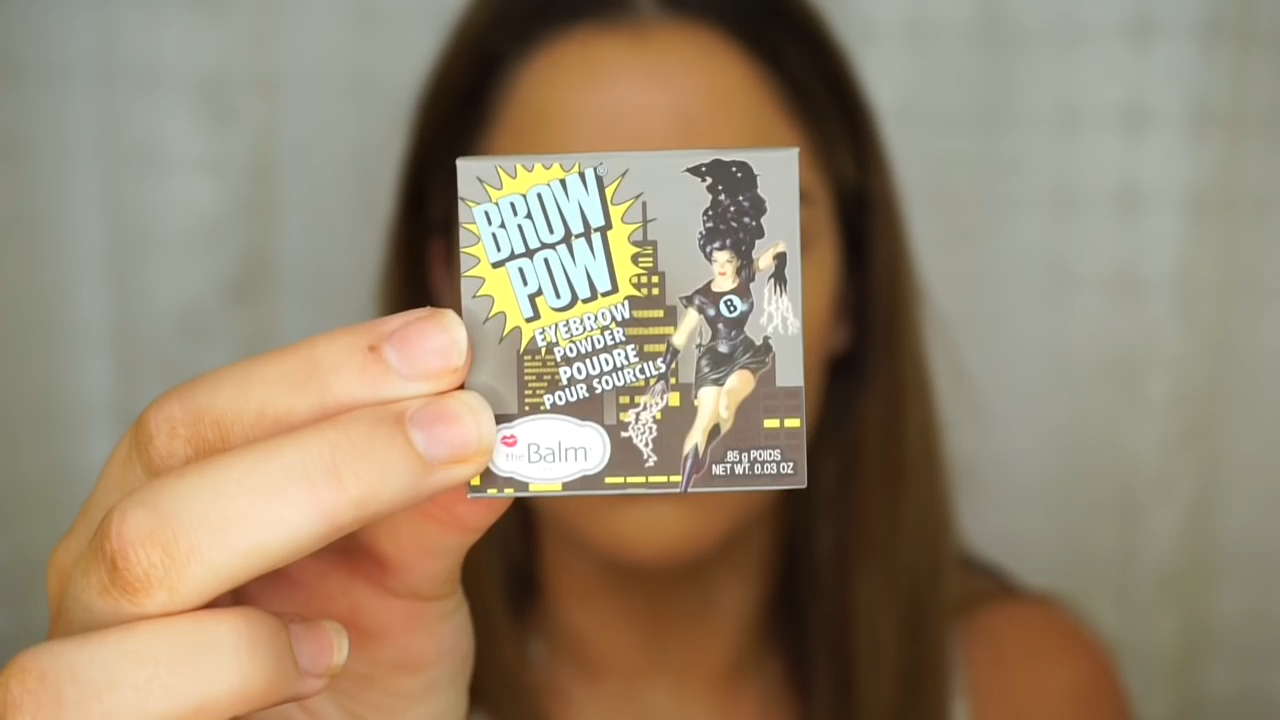 BROW®
POW
EYEBROW
POWDER
POUDRE
POUR SOURCILS
B
theBalm
.85 g POIDS
NET WT. 0.03 OZ